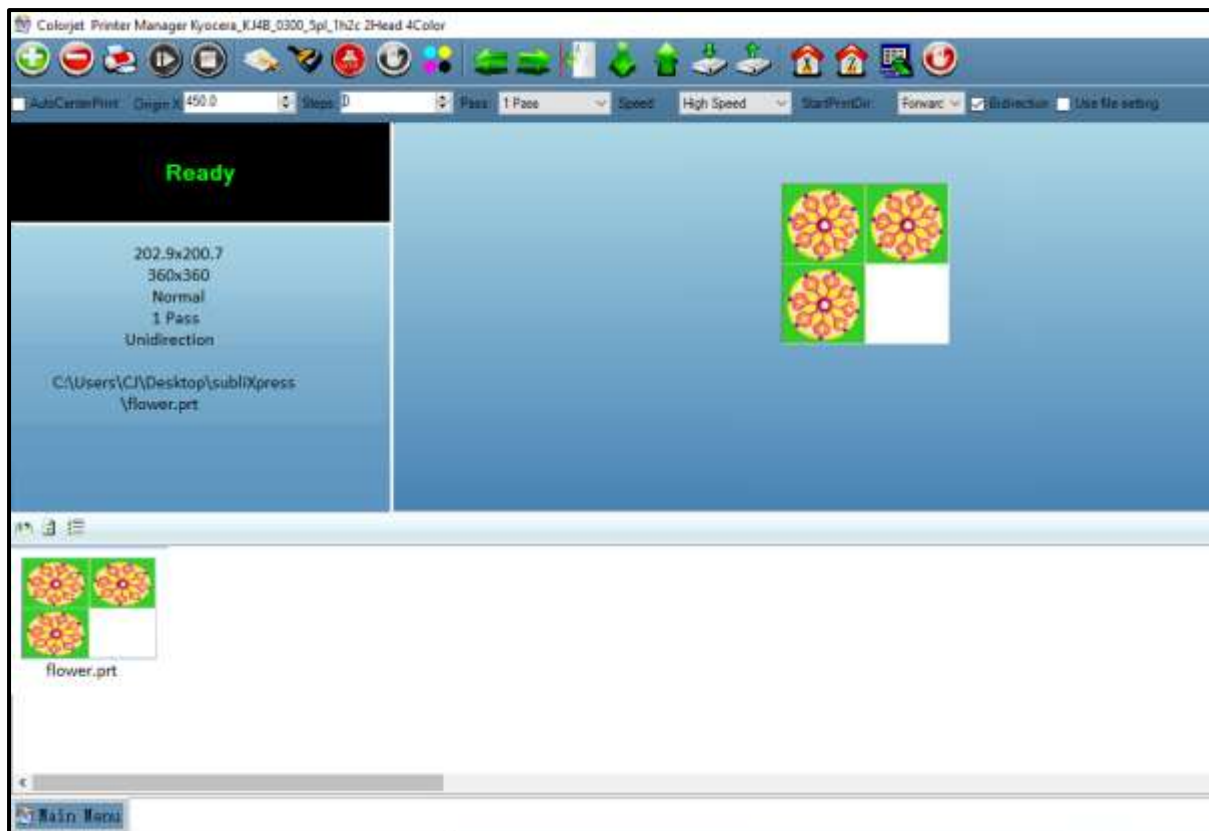 Colorjet Printer Manager Kyocera_KJ4B_0300_5pl_1h2c 2Head 4Color
AutoCenterPrint Origin X 450.0 Steps 0 Pass 1 Pass Speed High Speed StartPrintDir: Forwarc Bidirection Use file setting
Ready
202.9x200.7
360x360
Normal
1 Pass
Unidirection
C:\Users\CJ\Desktop\subliXpress
\flower.prt
flower.prt
Main Menu